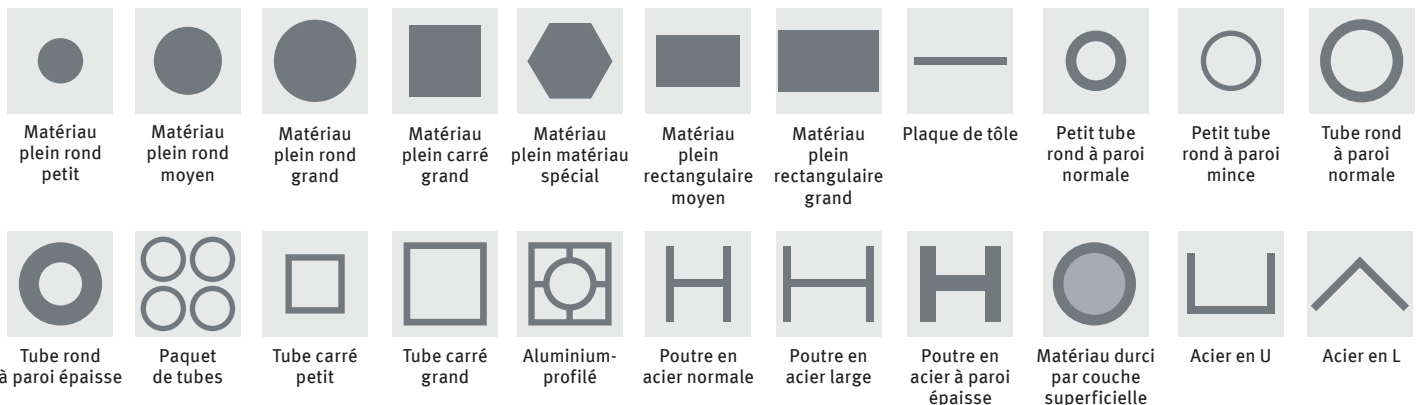 Matériau
plein rond
petit
Matériau
plein rond
moyen
Matériau
plein rond
grand
Matériau
plein carré
grand
Matériau
plein matériau
spécial
Matériau
plein
rectangulaire
moyen
Matériau
plein
rectangulaire
grand
Plaque de tôle
Petit tube
rond à paroi
normale
Petit tube
rond à paroi
mince
Tube rond
à paroi
normale
Tube rond
à paroi épaisse
Paquet
de tubes
Tube carré
petit
Tube carré
grand
Aluminium-
profilé
Poutre en
acier normale
Poutre en
acier large
Poutre en
acier à paroi
épaisse
Matériau durci
par couche
superficielle
Acier en U
Acier en L